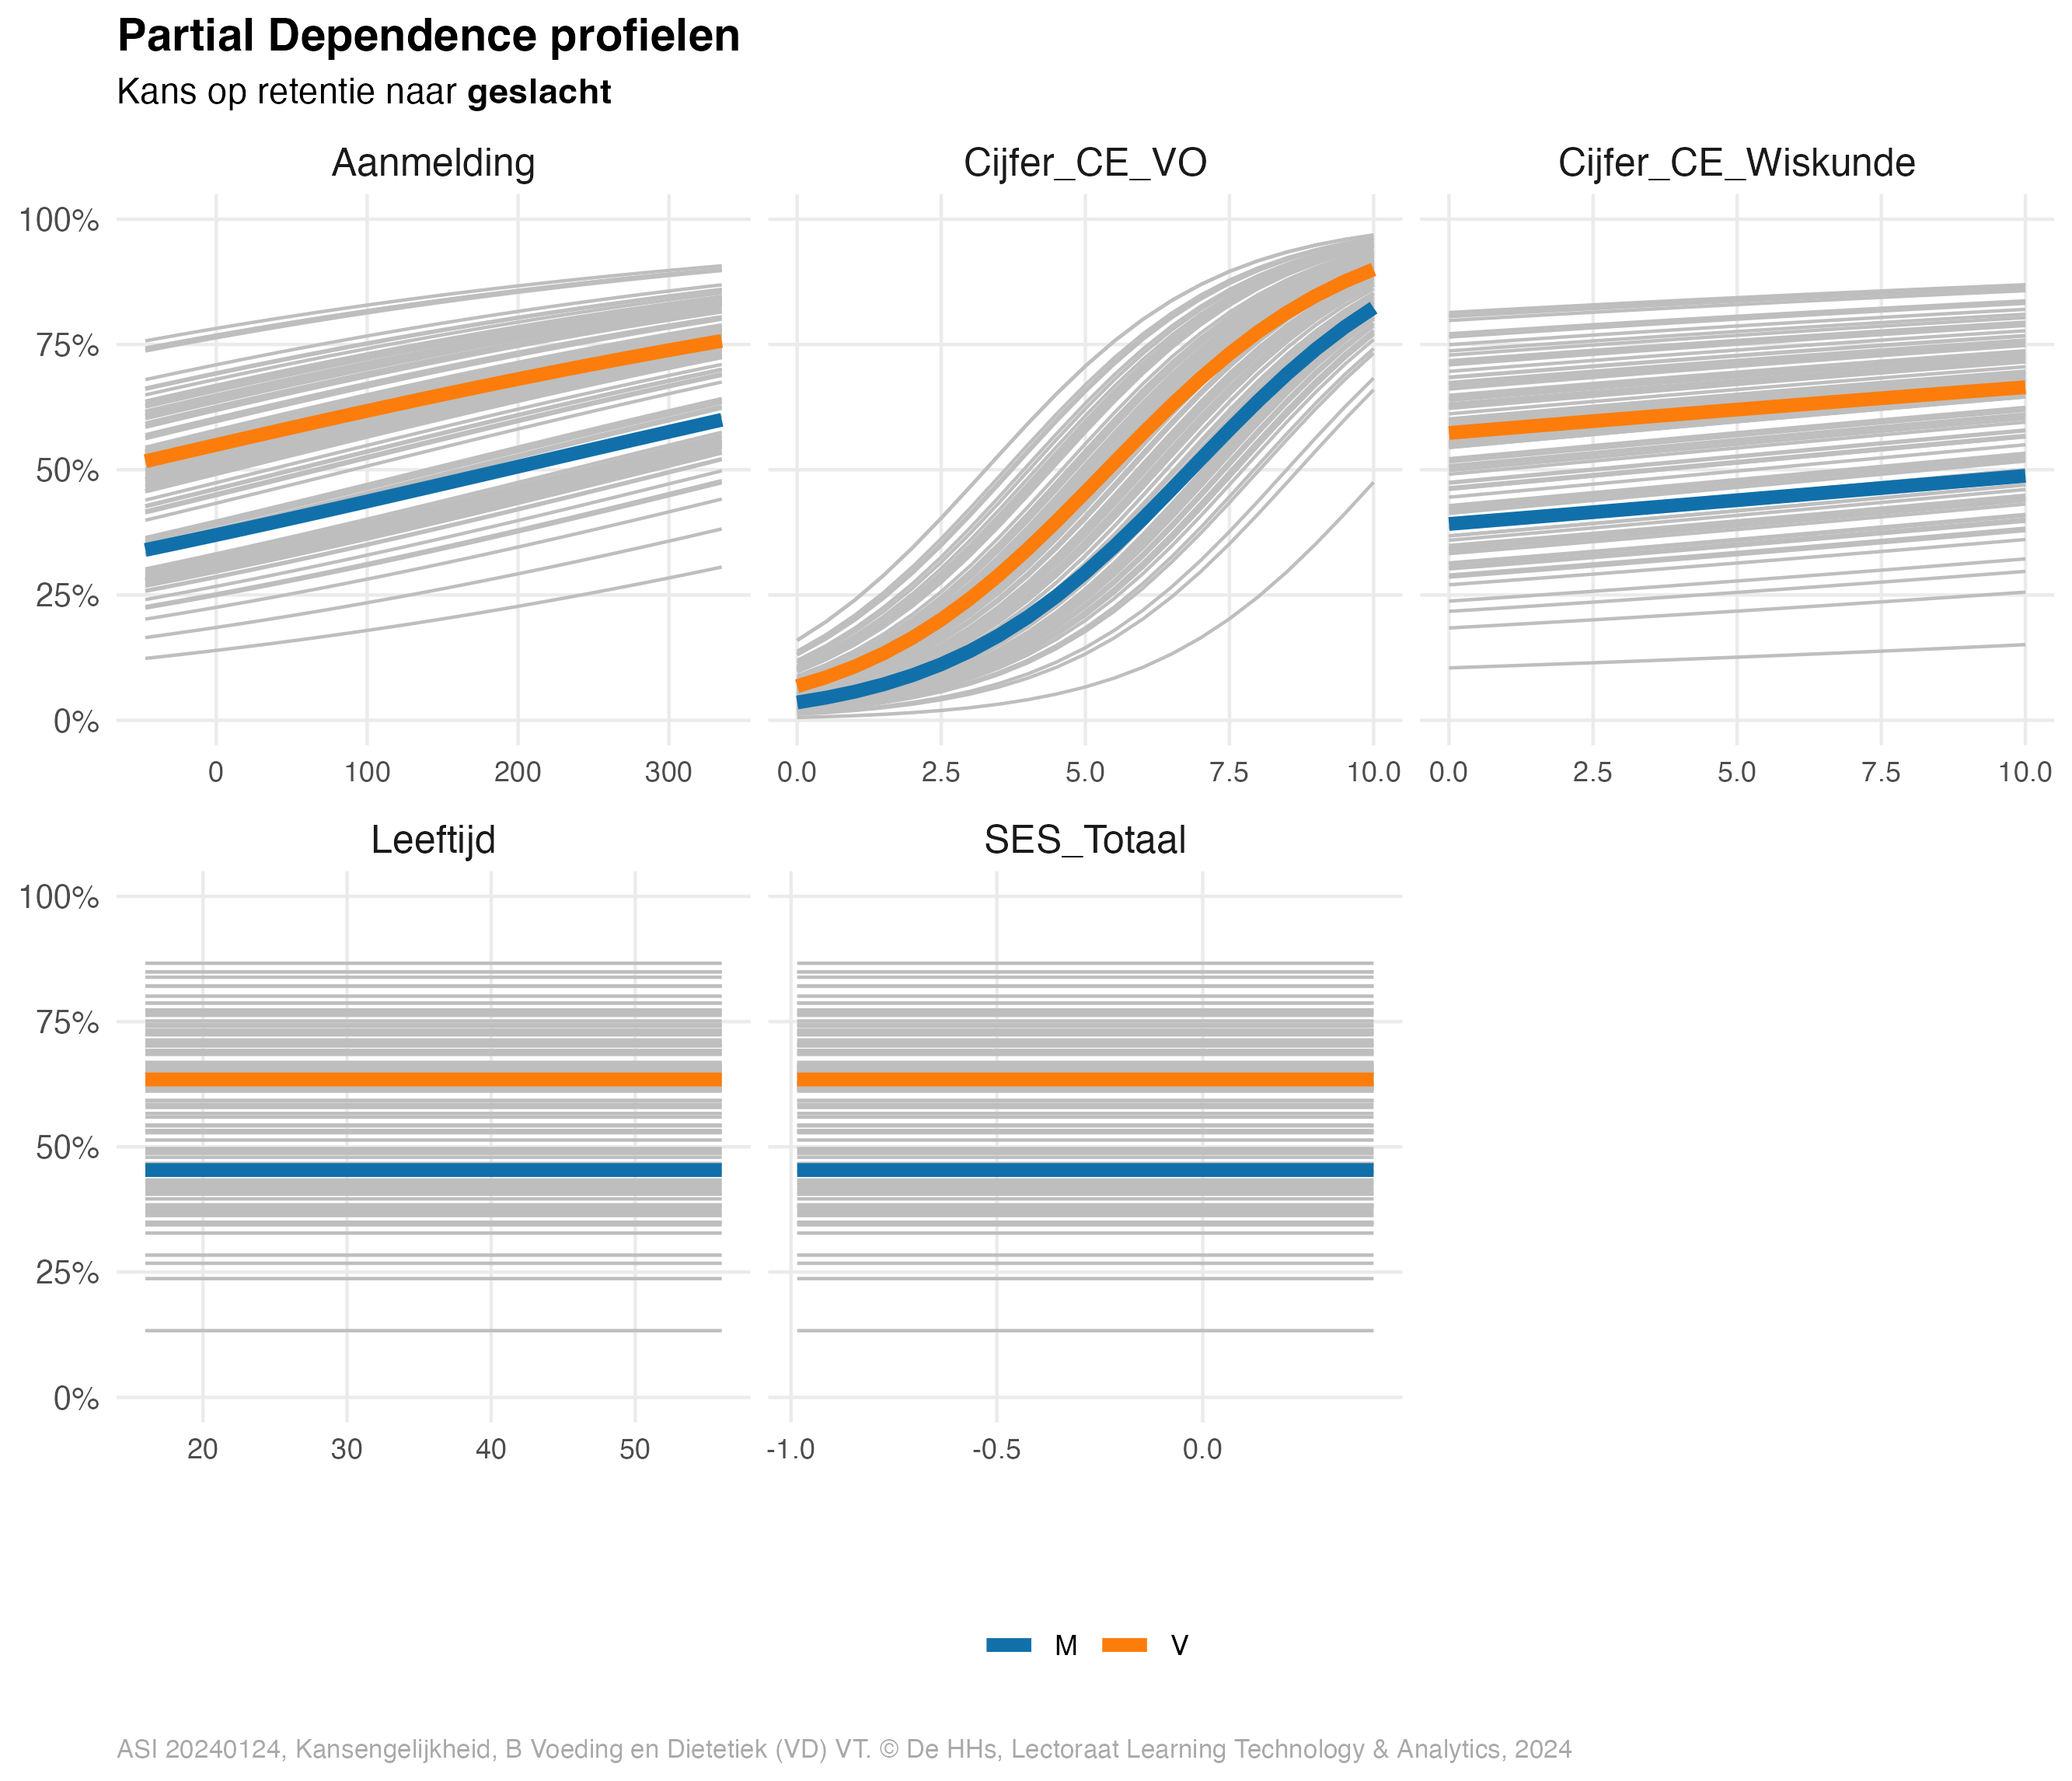 Partial Dependence profielen
Kans op retentie naar geslacht
Aanmelding
Cijfer_CE_VO
Cijfer_CE_Wiskunde
100%
75%
50%
25%
0%
0 100 200 300
0.0 2.5 5.0 7.5 10.0
0.0 2.5 5.0 7.5 10.0
Leeftijd
SES_Totaal
100%
75%
50%
25%
0%
20 30 40 50
-1.0 -0.5 0.0
M V
ASI 20240124, Kansengelijkheid, B Voeding en Dietetiek (VD) VT. © De HHs, Lectoraat Learning Technology & Analytics, 2024